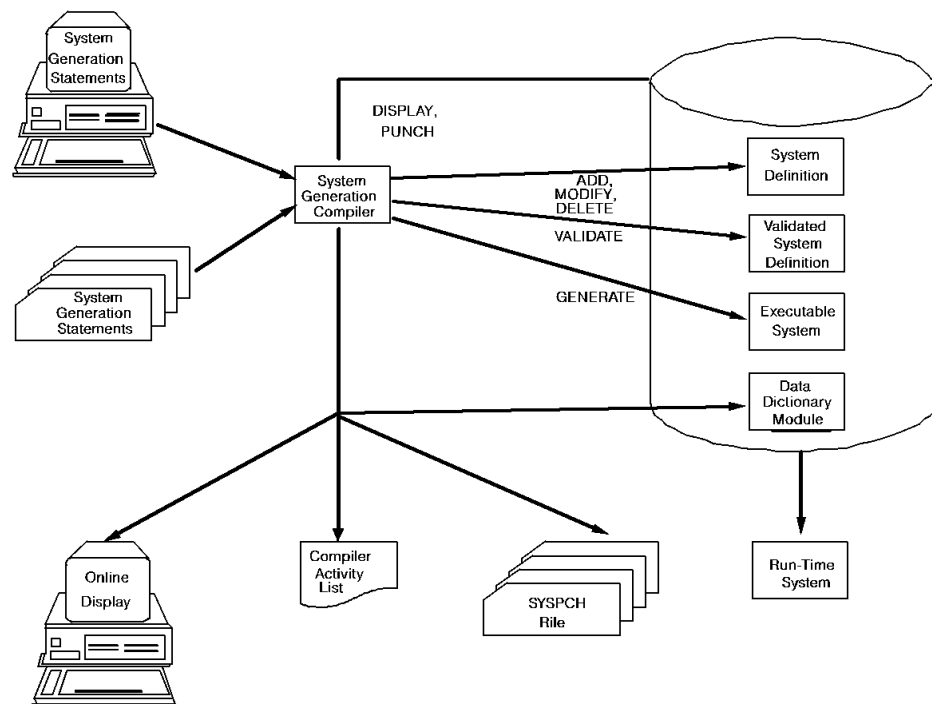 System
Generation
Statements
DISPLAY,
PUNCH
System
Definition
System
Generation
Compiler
ADD,
MODIFY,
DELETE
VALIDATE
Validated
System
Definition
System
Generation
Statements
GENERATE
Executable
System
Data
Dictionary
Module
Online
Display
Compiler
Activity
List
SYSPCH
Rile
Run-Time
System